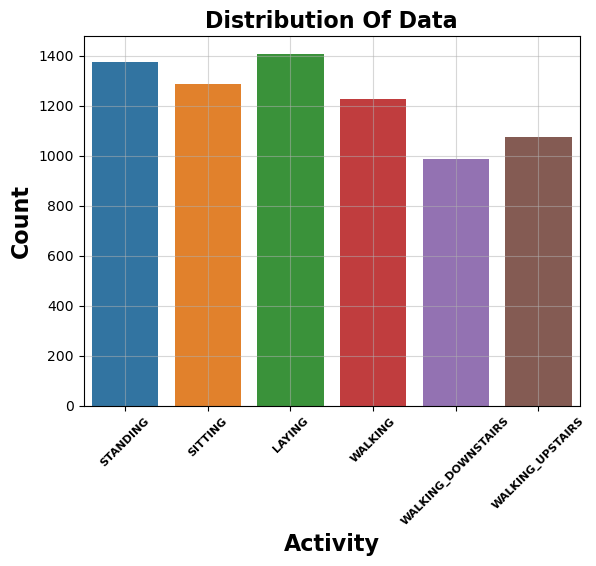 Distribution Of Data
Count
1400
1200
1000
800
600
400
200
0
STANDING
SITTING
LAYING
WALKING
WALKING_DOWNSTAIRS
WALKING_UPSTAIRS
Activity